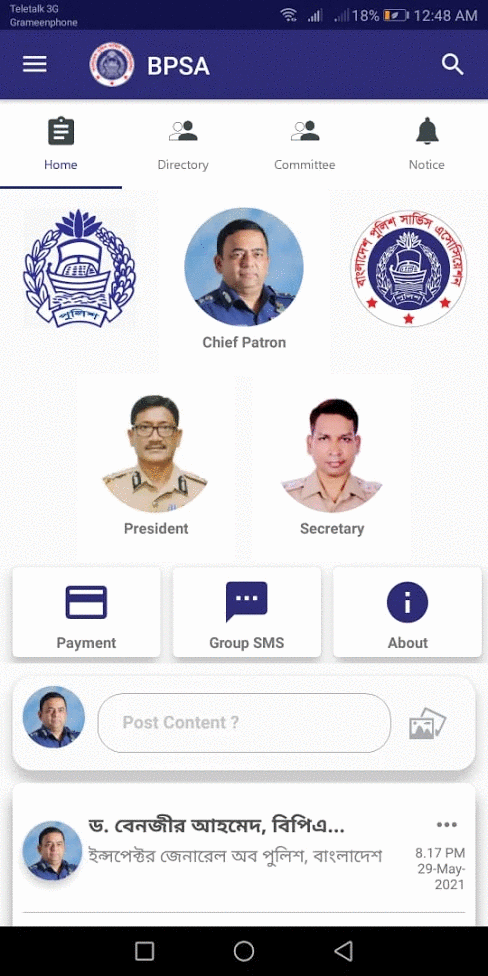 Teletalk 3G
Grameenphone
18%
12:48 AM
BPSA
Home
Directory
Committee
Notice
পুলিশ
বাংলাদেশ পুলিশ সার্ভিস এসোসিয়েশন
পুলিশ
Chief Patron
President
Secretary
Payment
Group SMS
About
Post Content ?
ড. বেনজীর আহমেদ, বিপিএ...
ইন্সপেক্টর জেনারেল অব পুলিশ, বাংলাদেশ
8.17 PM
29-May-
2021